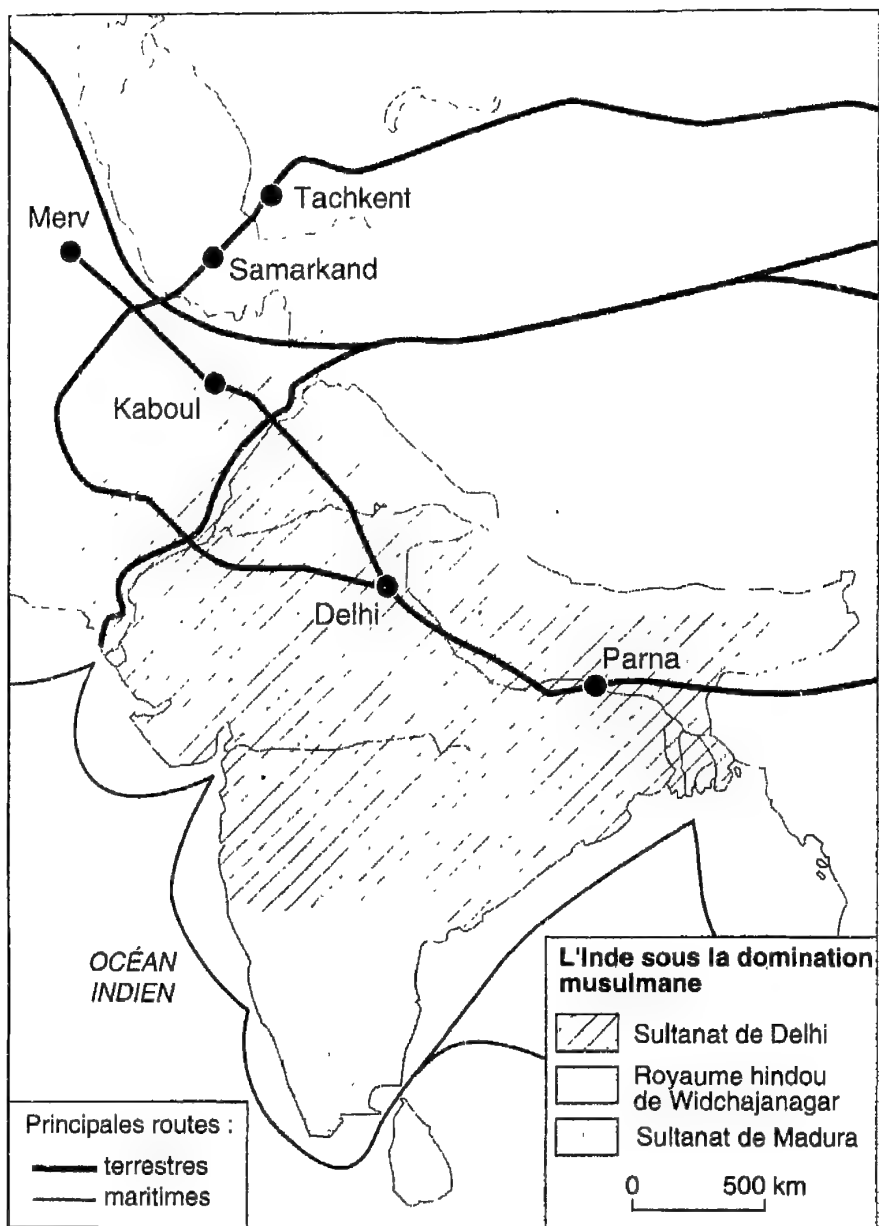 Tachkent
Merv
Samarkand
Kaboul
Delhi
Parna
OCÉAN
INDIEN
L'Inde sous la domination
musulmane
Sultanat de Delhi
Royaume hindou
de Widchajanagar
Sultanat de Madura
0 500 km
Principales routes :
terrestres
maritimes